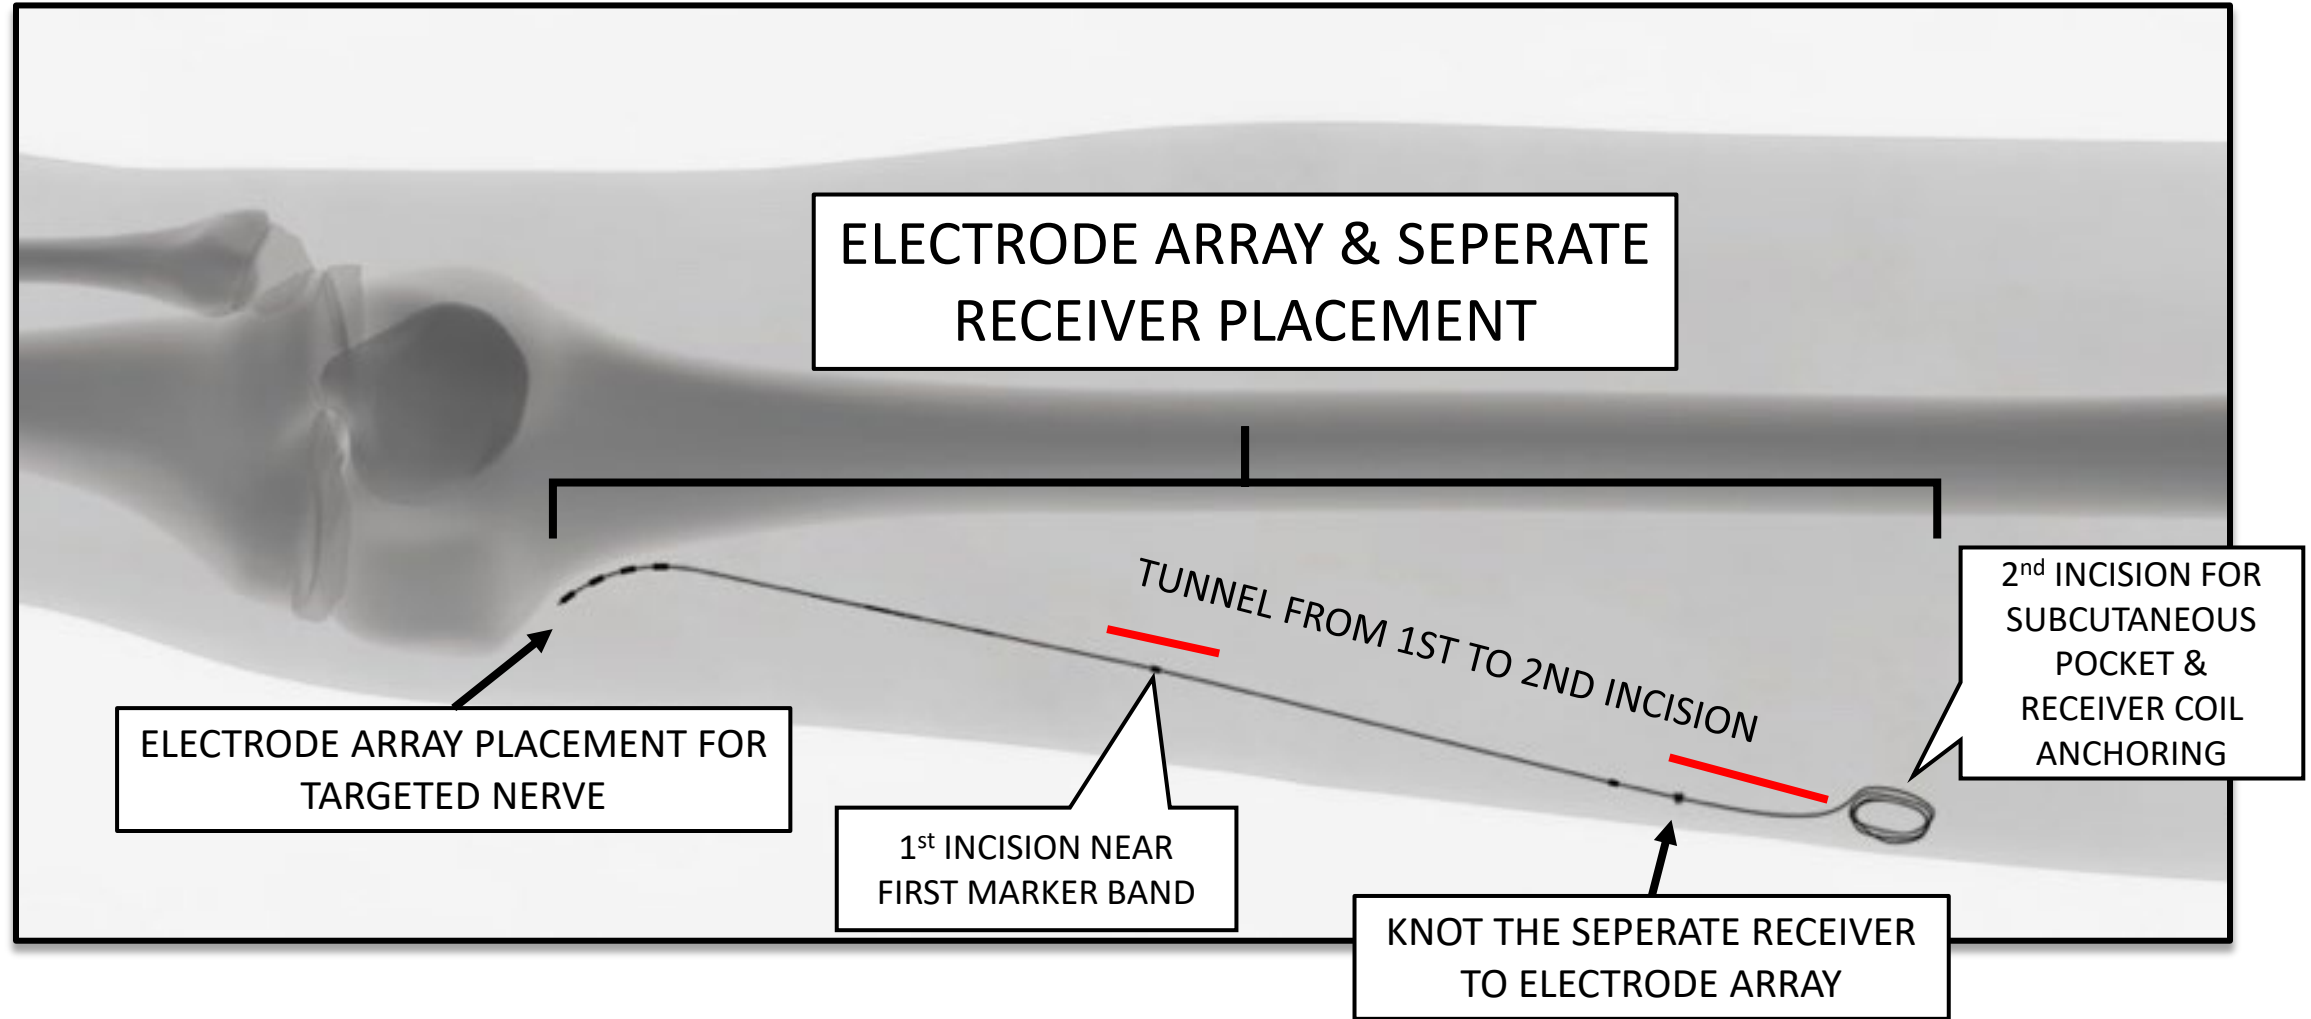 ELECTRODE ARRAY & SEPERATE
RECEIVER PLACEMENT
TUNNEL FROM 1ST TO 2ND INCISION
2nd INCISION FOR
SUBCUTANEOUS
POCKET &
RECEIVER COIL
ANCHORING
ELECTRODE ARRAY PLACEMENT FOR
TARGETED NERVE
1st INCISION NEAR
FIRST MARKER BAND
KNOT THE SEPERATE RECEIVER
TO ELECTRODE ARRAY